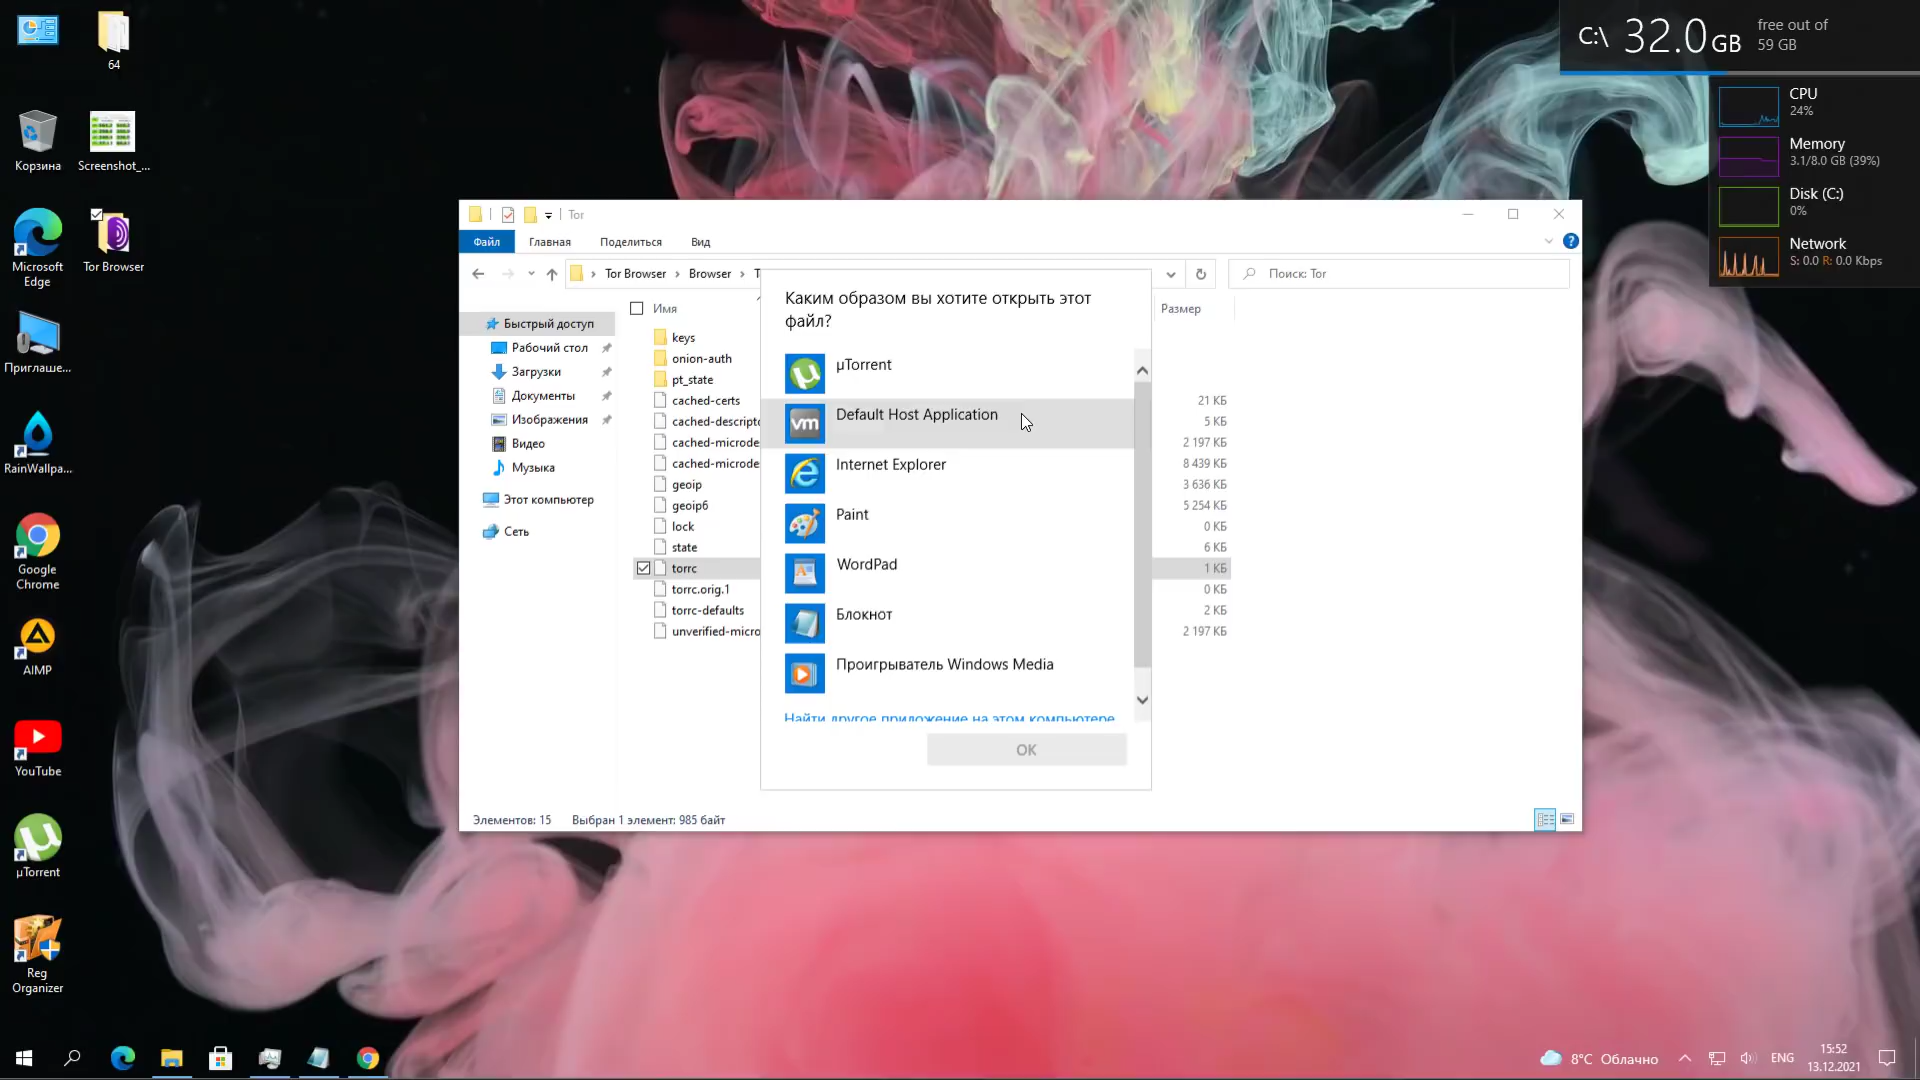 64
Корзина
Screenshot_...
Microsoft
Edge
Tor Browser
Приглаше...
RainWallpa...
Google
Chrome
AIMP
YouTube
µTorrent
Reg
Organizer
C:\ 32.0 GB
free out of
59 GB
CPU
24%
Memory
3.1/8.0 GB (39%)
Disk (C:)
0%
Network
S: 0.0 R: 0.0 Kbps
Tor
Файл Главная Поделиться Вид
Tor Browser Browser
Поиск: Tor
Быстрый доступ
Рабочий стол
Загрузки
Документы
Изображения
Видео
Музыка
Этот компьютер
Сеть
Имя Размер
keys
onion-auth
pt_state
cached-certs 21 КБ
cached-descripto 5 КБ
cached-microde 2 197 КБ
cached-microde 8 439 КБ
geoip 3 636 КБ
geoip6 5 254 КБ
lock 0 КБ
state 6 КБ
torrc 1 КБ
torrc.orig.1 0 КБ
torrc-defaults 2 КБ
unverified-micro 2 197 КБ
Каким образом вы хотите открыть этот
файл?
µTorrent
vm Default Host Application
Internet Explorer
Paint
WordPad
Блокнот
Проигрыватель Windows Media
Найти другое приложение на этом компьютере
OK
Элементов: 15 Выбран 1 элемент: 985 байт
8°C Облачно
ENG
15:52
13.12.2021